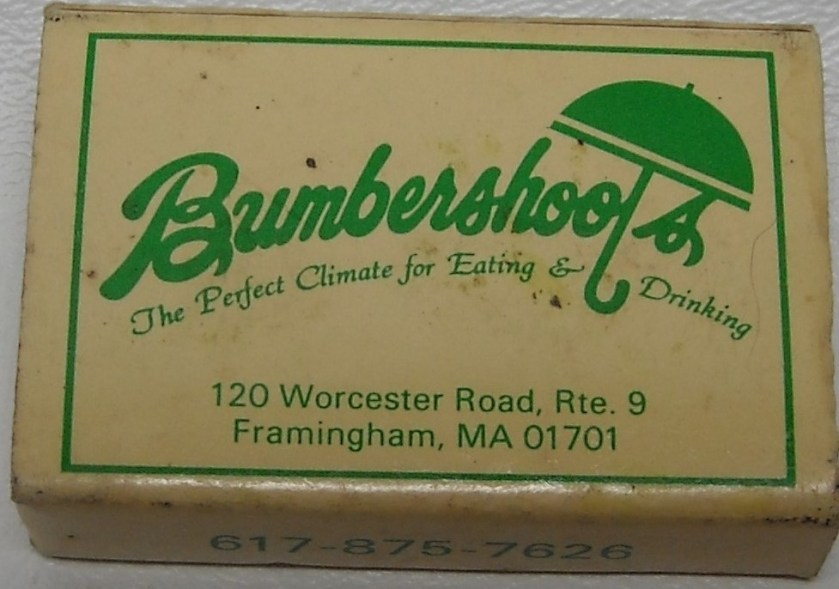 Bumbershoots
The Perfect Climate for Eating & Drinking
120 Worcester Road, Rte. 9
Framingham, MA 01701
617-875-7626